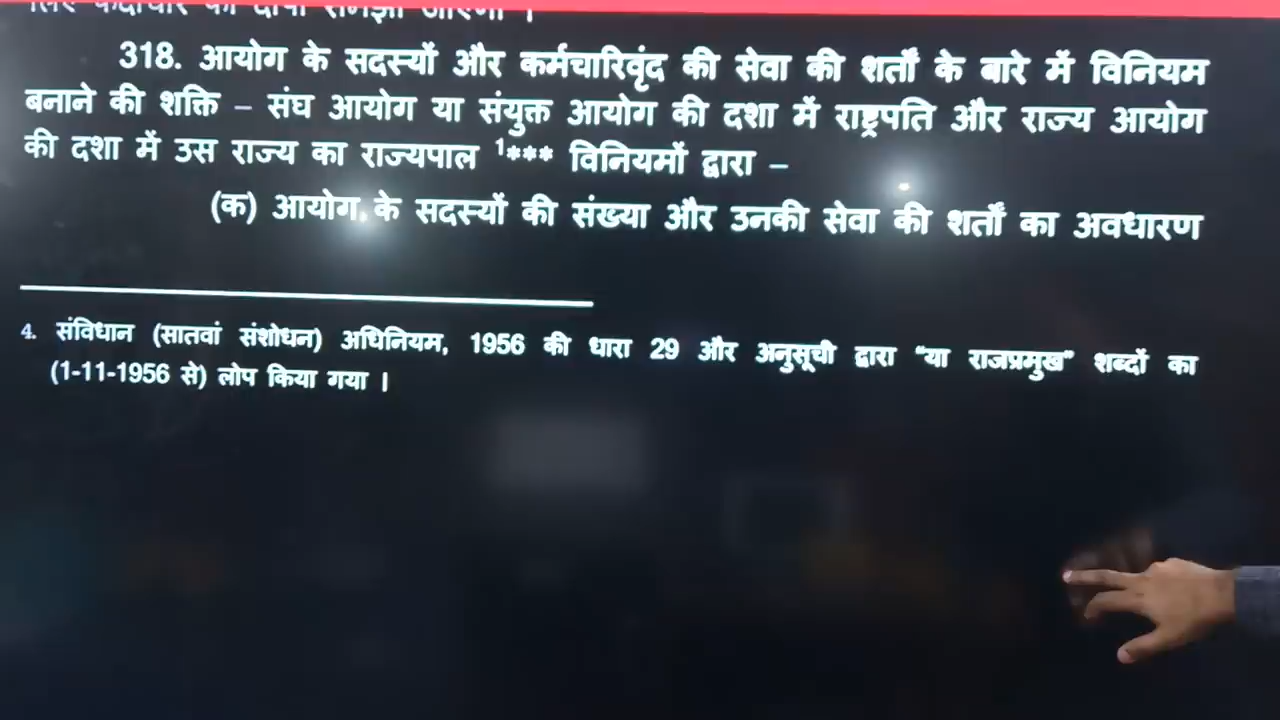 318. आयोग के सदस्यों और कर्मचारिवृंद की सेवा की शर्तों के बारे में विनियम
बनाने की शक्ति – संघ आयोग या संयुक्त आयोग की दशा में राष्ट्रपति और राज्य आयोग
की दशा में उस राज्य का राज्यपाल 1*** विनियमों द्वारा –
(क) आयोग के सदस्यों की संख्या और उनकी सेवा की शर्तों का अवधारण
4. संविधान (सातवां संशोधन) अधिनियम, 1956 की धारा 29 और अनुसूची द्वारा “या राजप्रमुख” शब्दों का
(1-11-1956 से) लोप किया गया ।